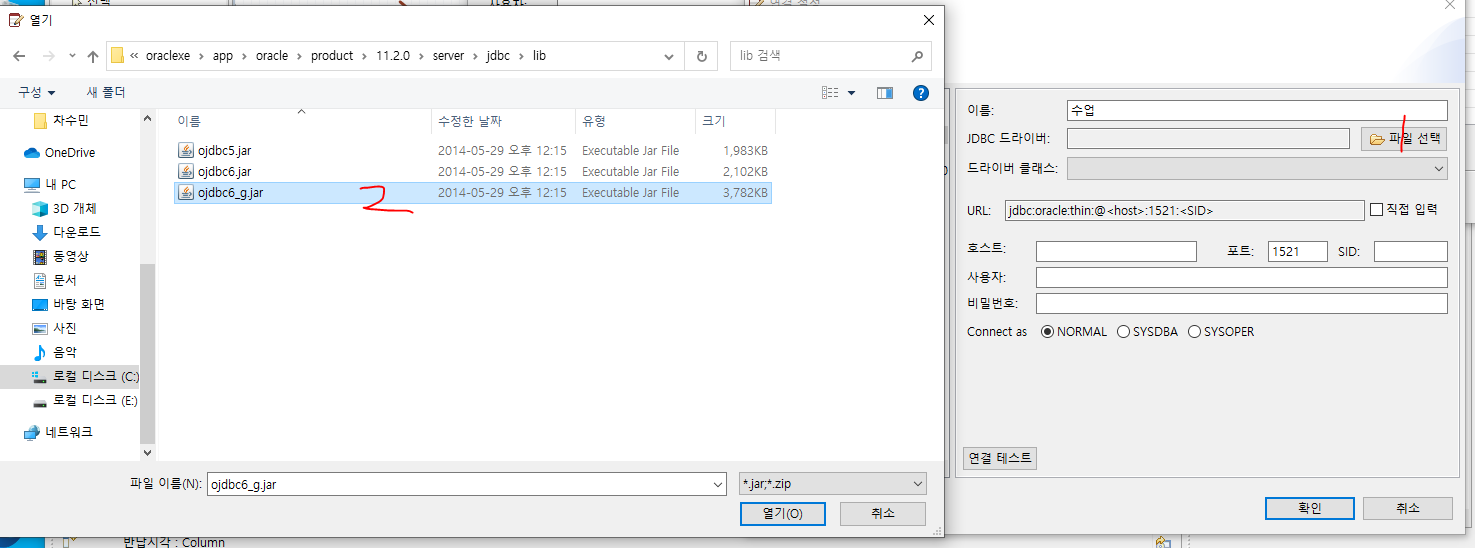 선택
사용자:
연결 설정
열기
« oraclexe > app > oracle > product > 11.2.0 > server > jdbc > lib
lib 검색
구성
새 폴더
이름
수정한 날짜
유형
크기
차수민
OneDrive
내 PC
3D 개체
다운로드
동영상
문서
바탕 화면
사진
음악
로컬 디스크 (C:)
로컬 디스크 (E:)
네트워크
ojdbc5.jar 2014-05-29 오후 12:15 Executable Jar File 1,983KB
ojdbc6.jar 2014-05-29 오후 12:15 Executable Jar File 2,102KB
ojdbc6_g.jar 2014-05-29 오후 12:15 Executable Jar File 3,782KB
2
파일 이름(N): ojdbc6_g.jar
*.jar;*.zip
열기(O)
취소
이름: 수업
JDBC 드라이버: 파일 선택
1
드라이버 클래스:
URL: jdbc:oracle:thin:@<host>:1521:<SID> 직접 입력
호스트: 포트: 1521 SID:
사용자:
비밀번호:
Connect as NORMAL SYSDBA SYSOPER
연결 테스트
확인
취소
반납시각 : Column